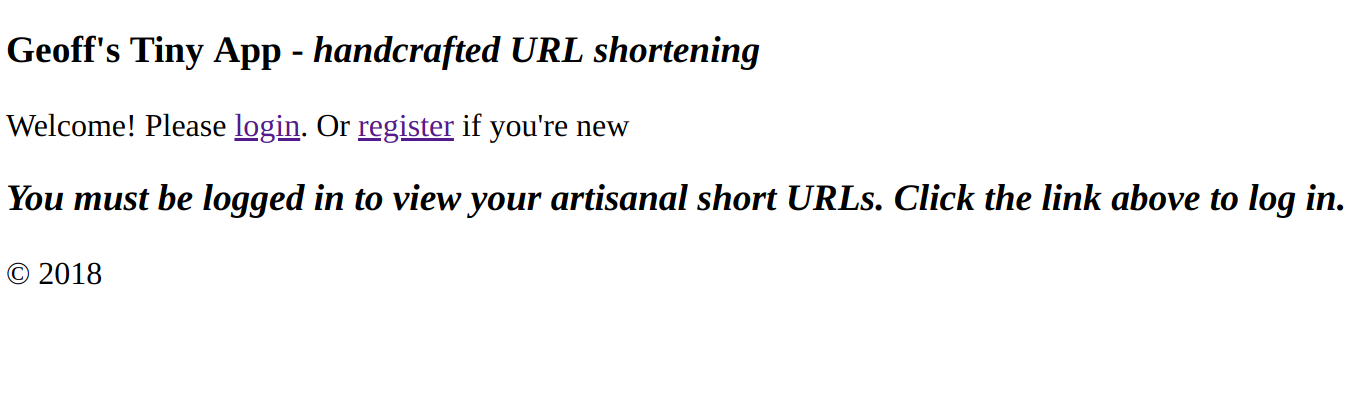 Geoff's Tiny App - handcrafted URL shortening
Welcome! Please login. Or register if you're new
You must be logged in to view your artisanal short URLs. Click the link above to log in.
© 2018